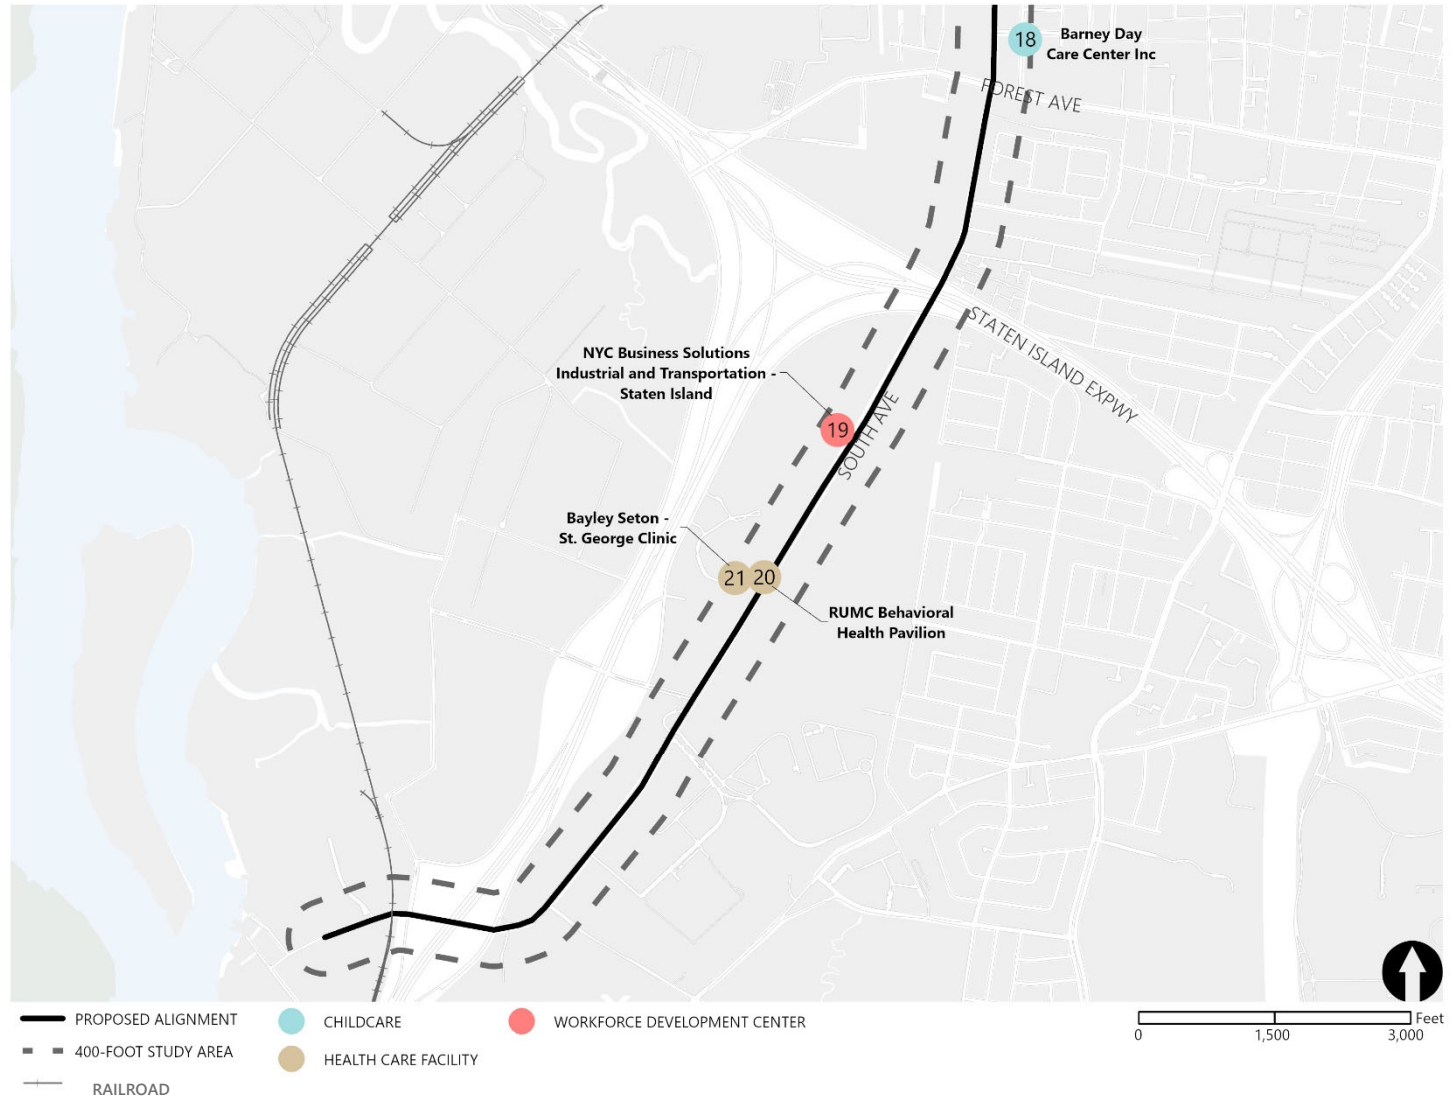 18
Barney Day
Care Center Inc
FOREST AVE
STATEN ISLAND EXPWY
NYC Business Solutions
Industrial and Transportation -
Staten Island
19
SOUTH AVE
Bayley Seton -
St. George Clinic
21
20
RUMC Behavioral
Health Pavilion
PROPOSED ALIGNMENT
400-FOOT STUDY AREA
RAILROAD
CHILDCARE
HEALTH CARE FACILITY
WORKFORCE DEVELOPMENT CENTER
Feet
0
1,500
3,000